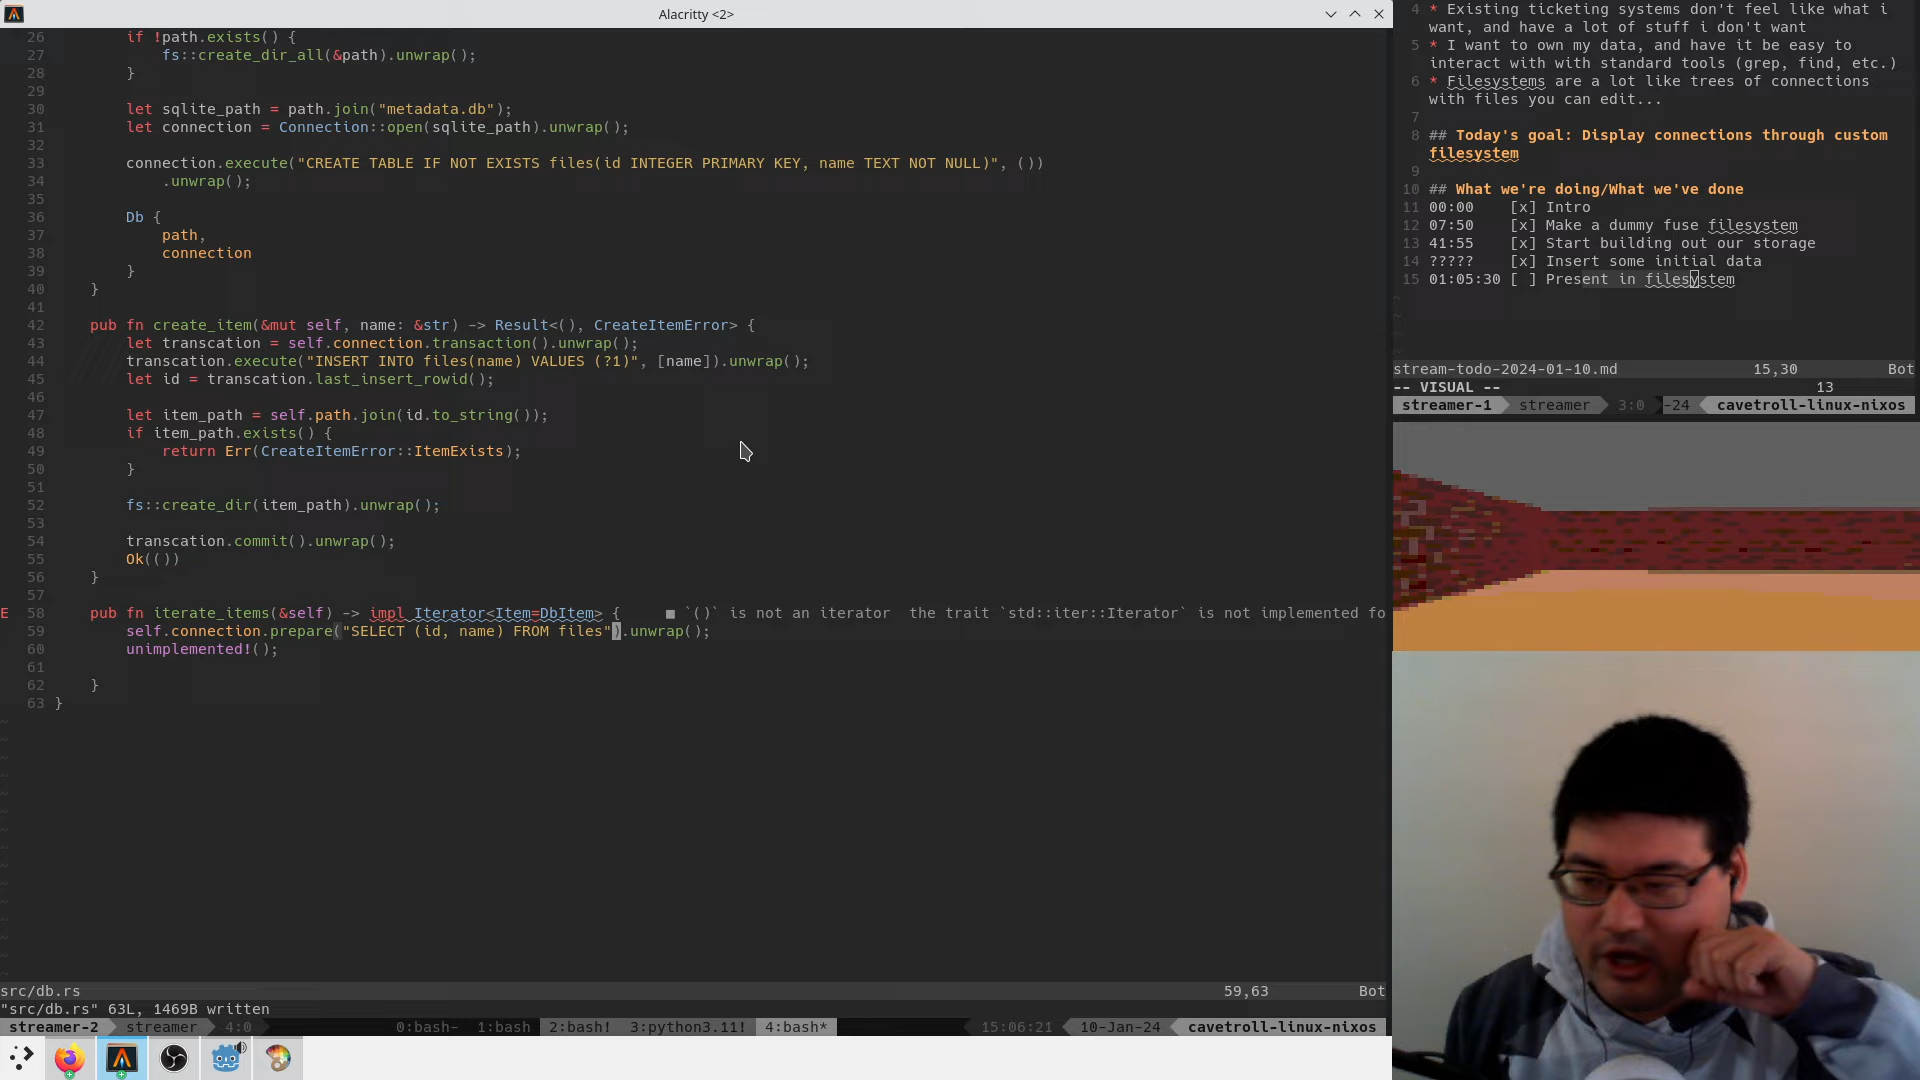 Alacritty <2>
26 if !path.exists() {
27 fs::create_dir_all(&path).unwrap();
28 }
29
30 let sqlite_path = path.join("metadata.db");
31 let connection = Connection::open(sqlite_path).unwrap();
32
33 connection.execute("CREATE TABLE IF NOT EXISTS files(id INTEGER PRIMARY KEY, name TEXT NOT NULL)", ())
34 .unwrap();
35
36 Db {
37 path,
38 connection
39 }
40 }
41
42 pub fn create_item(&mut self, name: &str) -> Result<(), CreateItemError> {
43 let transcation = self.connection.transaction().unwrap();
44 transcation.execute("INSERT INTO files(name) VALUES (?1)", [name]).unwrap();
45 let id = transcation.last_insert_rowid();
46
47 let item_path = self.path.join(id.to_string());
48 if item_path.exists() {
49 return Err(CreateItemError::ItemExists);
50 }
51
52 fs::create_dir(item_path).unwrap();
53
54 transcation.commit().unwrap();
55 Ok(())
56 }
57
E 58 pub fn iterate_items(&self) -> impl Iterator<Item=DbItem> { ■ `()` is not an iterator the trait `std::iter::Iterator` is not implemented fo
59 self.connection.prepare("SELECT (id, name) FROM files").unwrap();
60 unimplemented!();
61
62 }
63 }
src/db.rs 59,63 Bot
"src/db.rs" 63L, 1469B written
streamer-2 streamer 4:0 0:bash- 1:bash 2:bash! 3:python3.11! 4:bash* 15:06:21 10-Jan-24 cavetroll-linux-nixos
4 * Existing ticketing systems don't feel like what i
want, and have a lot of stuff i don't want
5 * I want to own my data, and have it be easy to
interact with with standard tools (grep, find, etc.)
6 * Filesystems are a lot like trees of connections
with files you can edit...
7
8 ## Today's goal: Display connections through custom
filesystem
9
10 ## What we're doing/What we've done
11 00:00 [x] Intro
12 07:50 [x] Make a dummy fuse filesystem
13 41:55 [x] Start building out our storage
14 ????? [x] Insert some initial data
15 01:05:30 [ ] Present in filesystem
stream-todo-2024-01-10.md 15,30 Bot
-- VISUAL -- 13
streamer-1 streamer 3:0 -24 cavetroll-linux-nixos